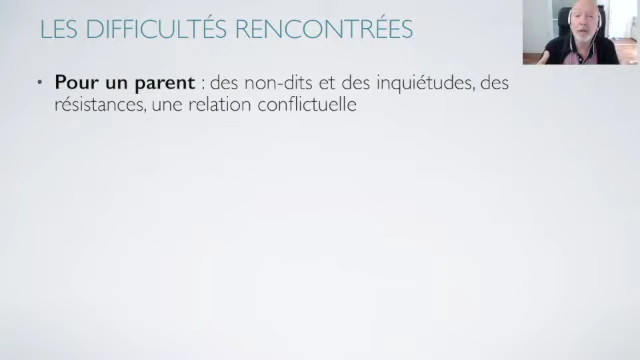 LES DIFFICULTÉS RENCONTRÉES
• Pour un parent : des non-dits et des inquiétudes, des
résistances, une relation conflictuelle